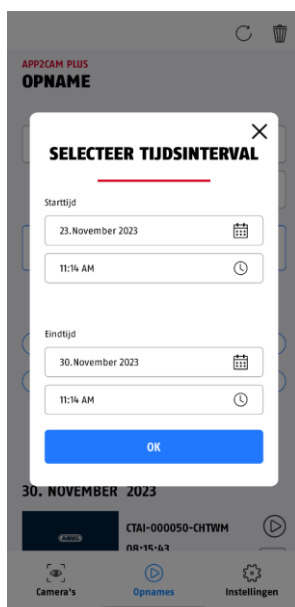 APP2CAM PLUS
OPNAME
SELECTEER TIJDSINTERVAL
Starttijd
23.November 2023
11:14 AM
Eindtijd
30.November 2023
11:14 AM
OK
30. NOVEMBER 2023
ABUS
CTAI-000050-CHTWM
08:15:43
Camera's
Opnames
Instellingen